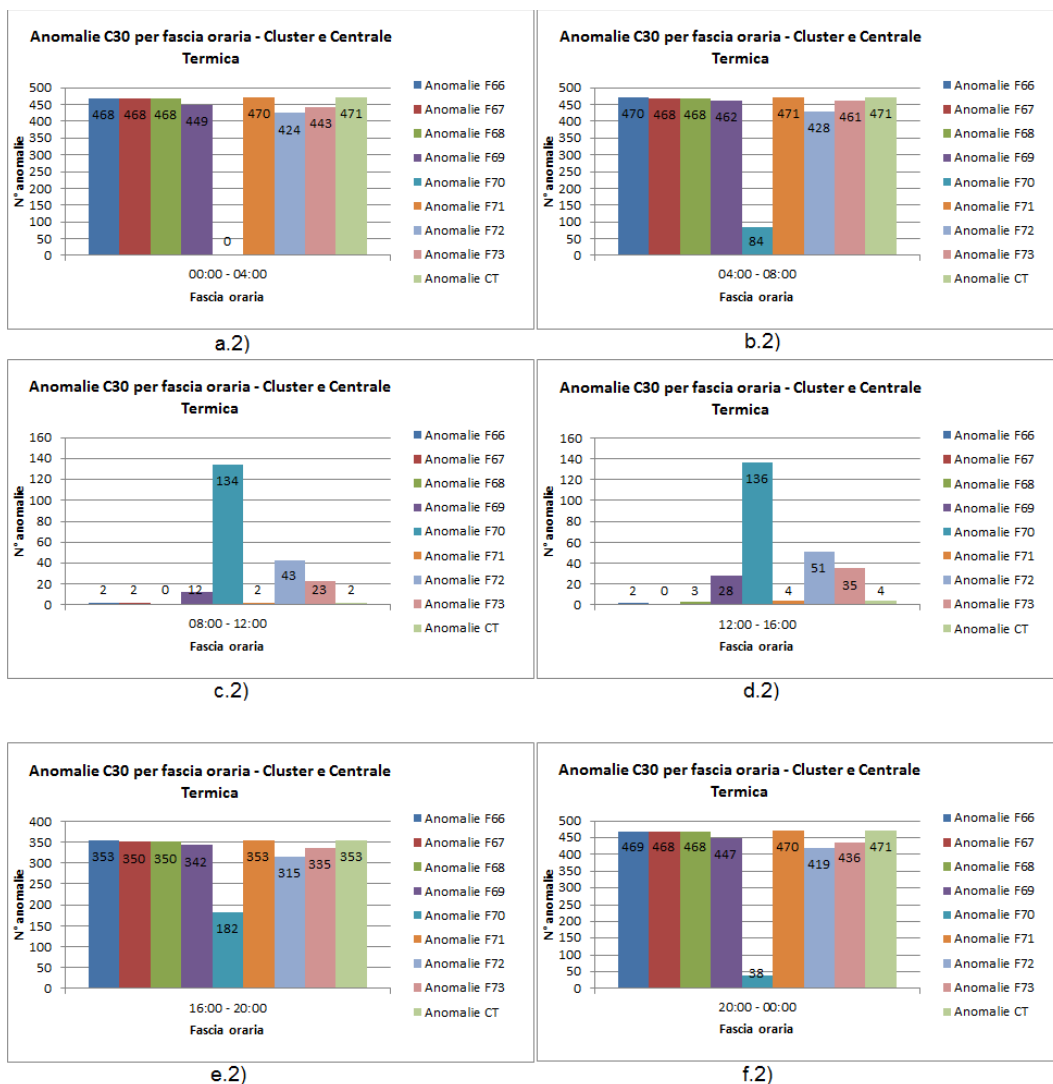 Anomalie C30 per fascia oraria - Cluster e Centrale
Termica
500
450
400
350
300
250
200
150
100
50
0
N° anomalie
468
468
468
449
0
470
424
443
471
00:00 - 04:00
Fascia oraria
Anomalie F66
Anomalie F67
Anomalie F68
Anomalie F69
Anomalie F70
Anomalie F71
Anomalie F72
Anomalie F73
Anomalie CT
a.2)
Anomalie C30 per fascia oraria - Cluster e Centrale
Termica
500
450
400
350
300
250
200
150
100
50
0
N° anomalie
470
468
468
462
84
471
428
461
471
04:00 - 08:00
Fascia oraria
Anomalie F66
Anomalie F67
Anomalie F68
Anomalie F69
Anomalie F70
Anomalie F71
Anomalie F72
Anomalie F73
Anomalie CT
b.2)
Anomalie C30 per fascia oraria - Cluster e Centrale
Termica
160
140
120
100
80
60
40
20
0
N° anomalie
2
2
0
12
134
2
43
23
2
08:00 - 12:00
Fascia oraria
Anomalie F66
Anomalie F67
Anomalie F68
Anomalie F69
Anomalie F70
Anomalie F71
Anomalie F72
Anomalie F73
Anomalie CT
c.2)
Anomalie C30 per fascia oraria - Cluster e Centrale
Termica
160
140
120
100
80
60
40
20
0
N° anomalie
2
0
3
28
136
4
51
35
4
12:00 - 16:00
Fascia oraria
Anomalie F66
Anomalie F67
Anomalie F68
Anomalie F69
Anomalie F70
Anomalie F71
Anomalie F72
Anomalie F73
Anomalie CT
d.2)
Anomalie C30 per fascia oraria - Cluster e Centrale
Termica
400
350
300
250
200
150
100
50
0
N° anomalie
353
350
350
342
182
353
315
335
353
16:00 - 20:00
Fascia oraria
Anomalie F66
Anomalie F67
Anomalie F68
Anomalie F69
Anomalie F70
Anomalie F71
Anomalie F72
Anomalie F73
Anomalie CT
e.2)
Anomalie C30 per fascia oraria - Cluster e Centrale
Termica
500
450
400
350
300
250
200
150
100
50
0
N° anomalie
469
468
468
447
38
470
419
436
471
20:00 - 00:00
Fascia oraria
Anomalie F66
Anomalie F67
Anomalie F68
Anomalie F69
Anomalie F70
Anomalie F71
Anomalie F72
Anomalie F73
Anomalie CT
f.2)